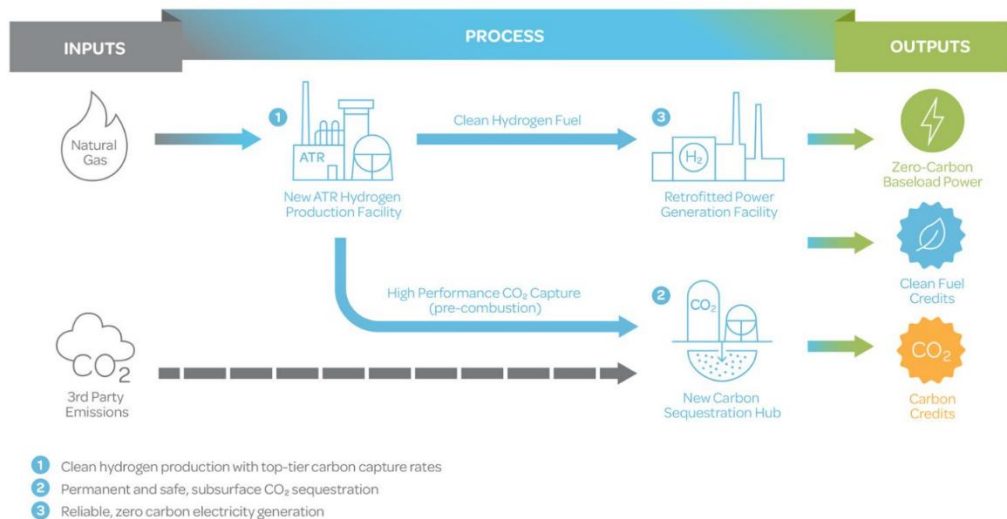 INPUTS
PROCESS
OUTPUTS
Natural
Gas
1
ATR
New ATR Hydrogen
Production Facility
Clean Hydrogen Fuel
3
H₂
Retrofitted Power
Generation Facility
Zero-Carbon
Baseload Power
Clean Fuel
Credits
High Performance CO₂ Capture
(pre-combustion)
2
CO₂
New Carbon
Sequestration Hub
CO₂
3rd Party
Emissions
CO₂
Carbon
Credits
1 Clean hydrogen production with top-tier carbon capture rates
2 Permanent and safe, subsurface CO₂ sequestration
3 Reliable, zero carbon electricity generation